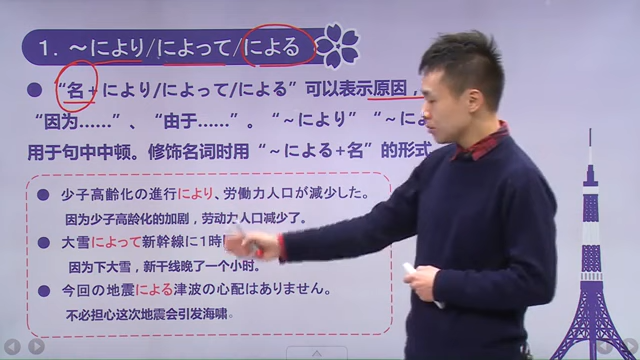 1. ～により/によって/による
“名+により/によって/による”可以表示原因，
“因为……”、“由于……”。“～により”“～によ
用于句中中顿。修饰名词时用“～による+名”的形式
少子高齢化の進行により、労働力人口が減少した。
因为少子高龄化的加剧，劳动力人口减少了。
大雪によって新幹線に1時
因为下大雪，新干线晚了一个小时。
今回の地震による津波の心配はありません。
不必担心这次地震会引发海啸。